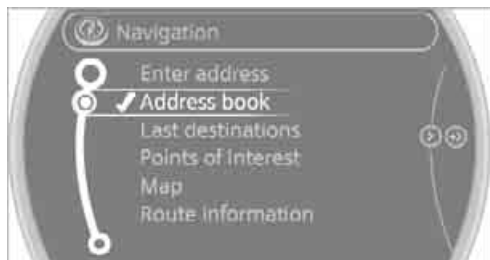 Navigation
Enter address
Address book
Last destinations
Points of Interest
Map
Route information